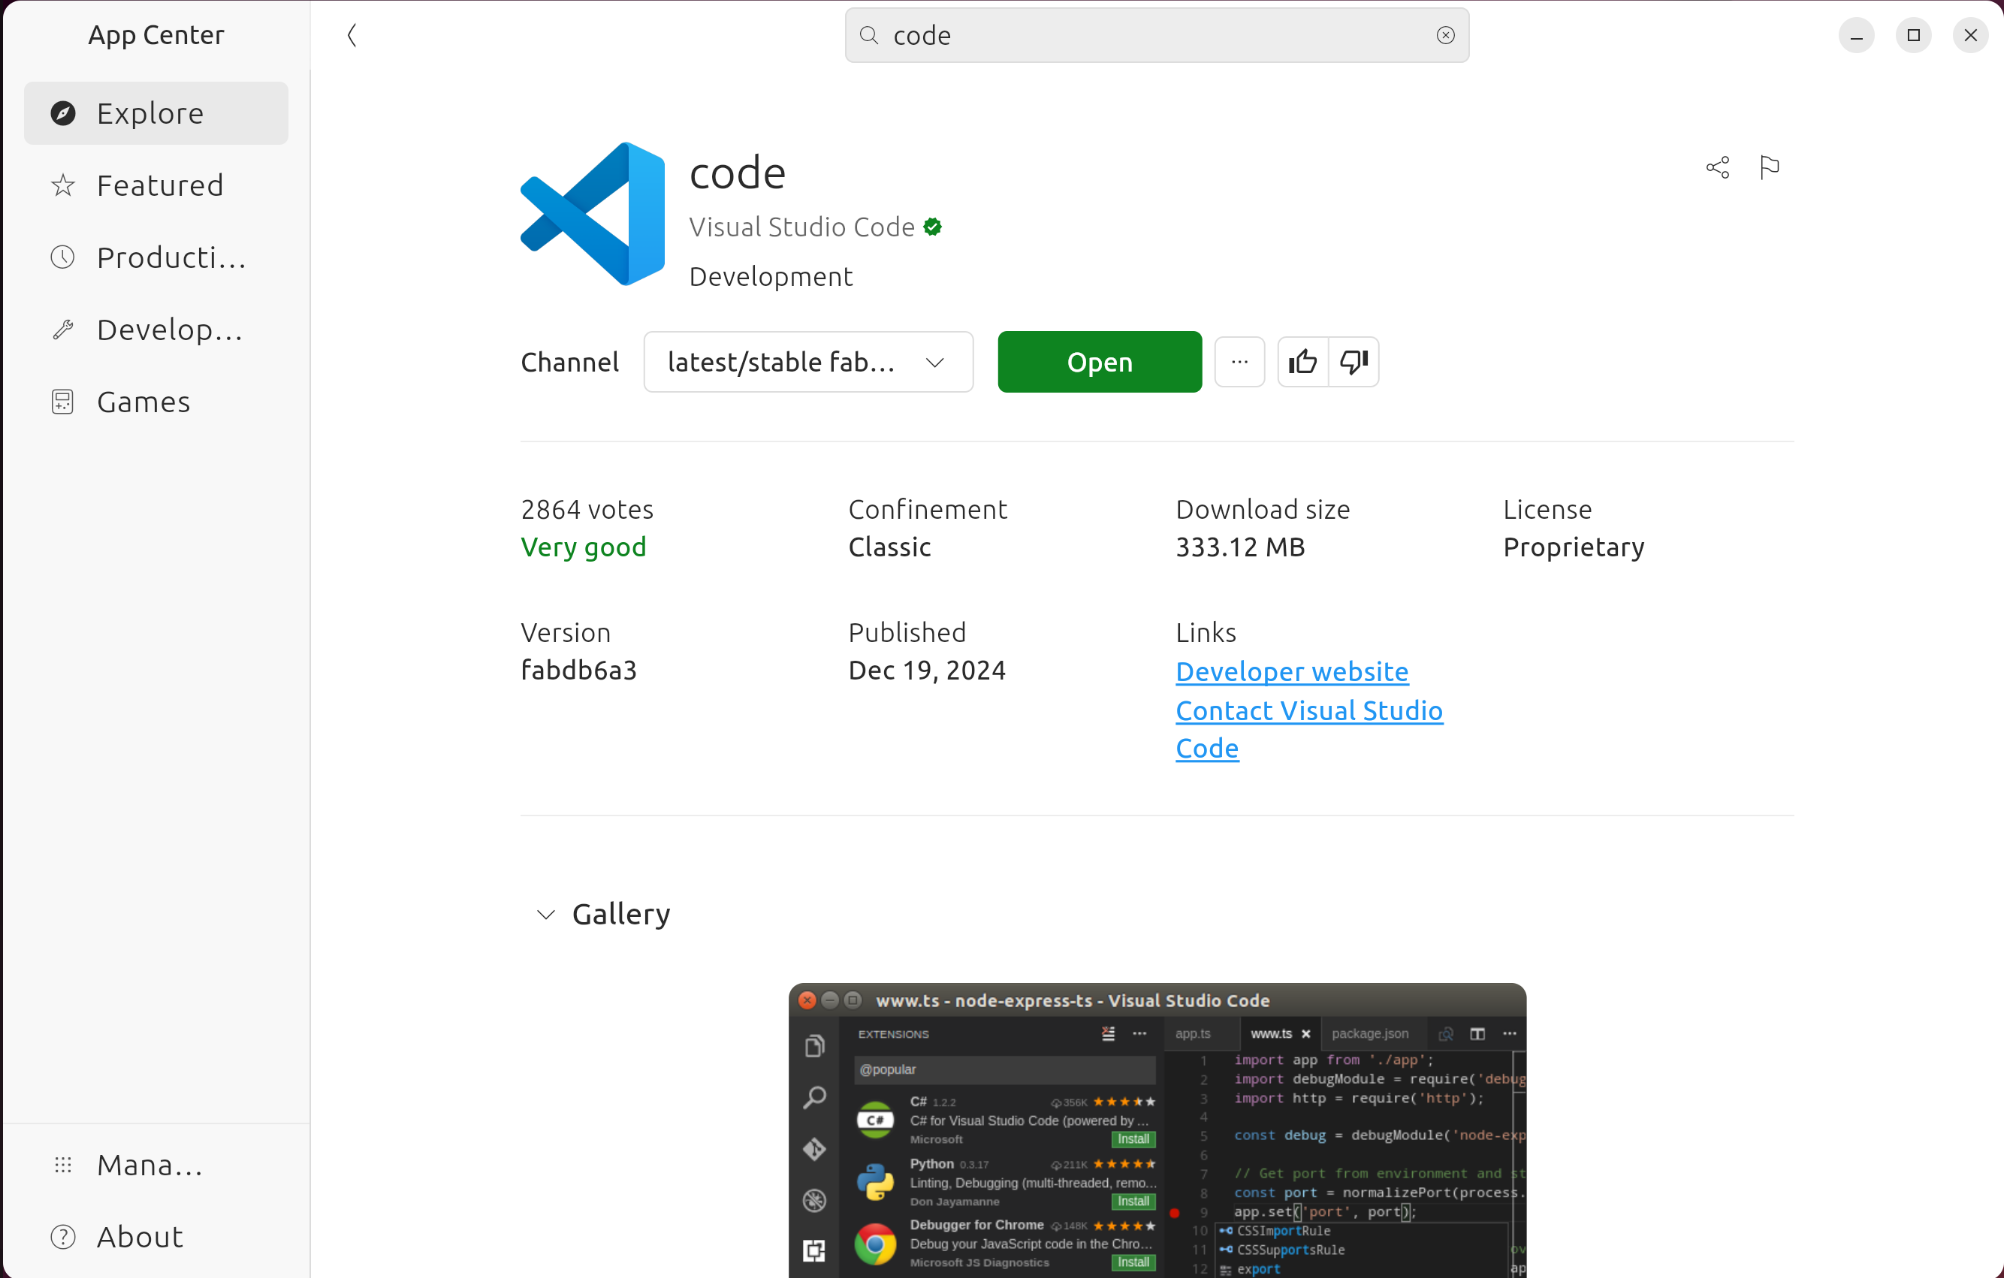 App Center
code
Explore
Featured
Producti...
Develop...
Games
Mana...
About
code
Visual Studio Code
Development
Channel
latest/stable fab...
Open
2864 votes
Very good
Confinement
Classic
Download size
333.12 MB
License
Proprietary
Version
fabdb6a3
Published
Dec 19, 2024
Links
Developer website
Contact Visual Studio
Code
Gallery
www.ts - node-express-ts - Visual Studio Code
EXTENSIONS
@popular
C# 1.2.2 356K
C# for Visual Studio Code (powered by ...
Microsoft Install
Python 0.3.17 211K
Linting, Debugging (multi-threaded, remo...
Don Jayamanne Install
Debugger for Chrome 148K
Debug your JavaScript code in the Chro...
Microsoft JS Diagnostics Install
app.ts www.ts package.json
1 import app from './app';
2 import debugModule = require('debug
3 import http = require('http');
4
5 const debug = debugModule('node-exp
6
7 // Get port from environment and st
8 const port = normalizePort(process.
9 app.set('port', port);
10 CSSImportRule
11 CSSSupportsRule ov
12 export ap